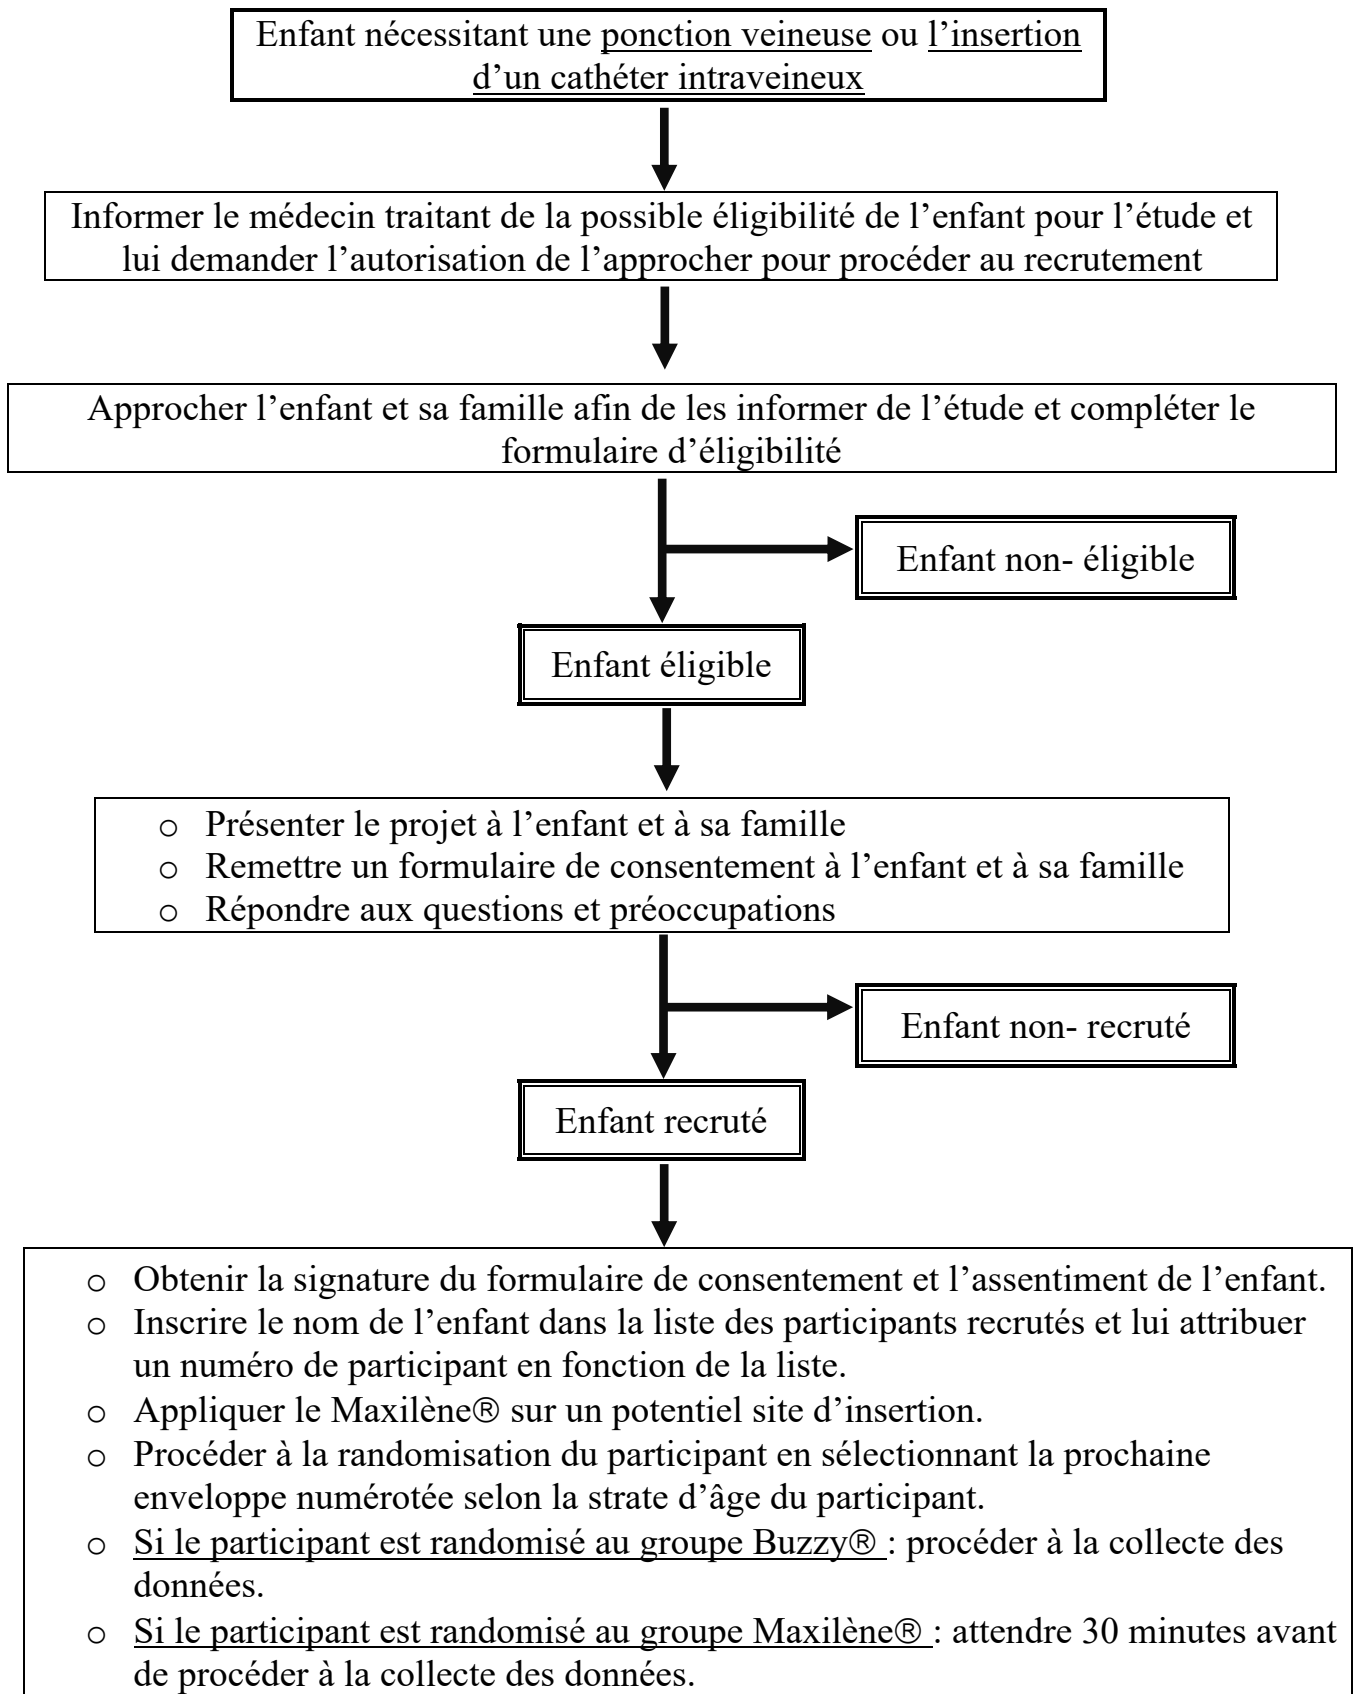 Enfant nécessitant une ponction veineuse ou l’insertion
d’un cathéter intraveineux
Informer le médecin traitant de la possible éligibilité de l’enfant pour l’étude et
lui demander l’autorisation de l’approcher pour procéder au recrutement
Approcher l’enfant et sa famille afin de les informer de l’étude et compléter le
formulaire d’éligibilité
Enfant non- éligible
Enfant éligible
o Présenter le projet à l’enfant et à sa famille
o Remettre un formulaire de consentement à l’enfant et à sa famille
o Répondre aux questions et préoccupations
Enfant non- recruté
Enfant recruté
o Obtenir la signature du formulaire de consentement et l’assentiment de l’enfant.
o Inscrire le nom de l’enfant dans la liste des participants recrutés et lui attribuer
un numéro de participant en fonction de la liste.
o Appliquer le Maxilène® sur un potentiel site d’insertion.
o Procéder à la randomisation du participant en sélectionnant la prochaine
enveloppe numérotée selon la strate d’âge du participant.
o Si le participant est randomisé au groupe Buzzy® : procéder à la collecte des
données.
o Si le participant est randomisé au groupe Maxilène® : attendre 30 minutes avant
de procéder à la collecte des données.